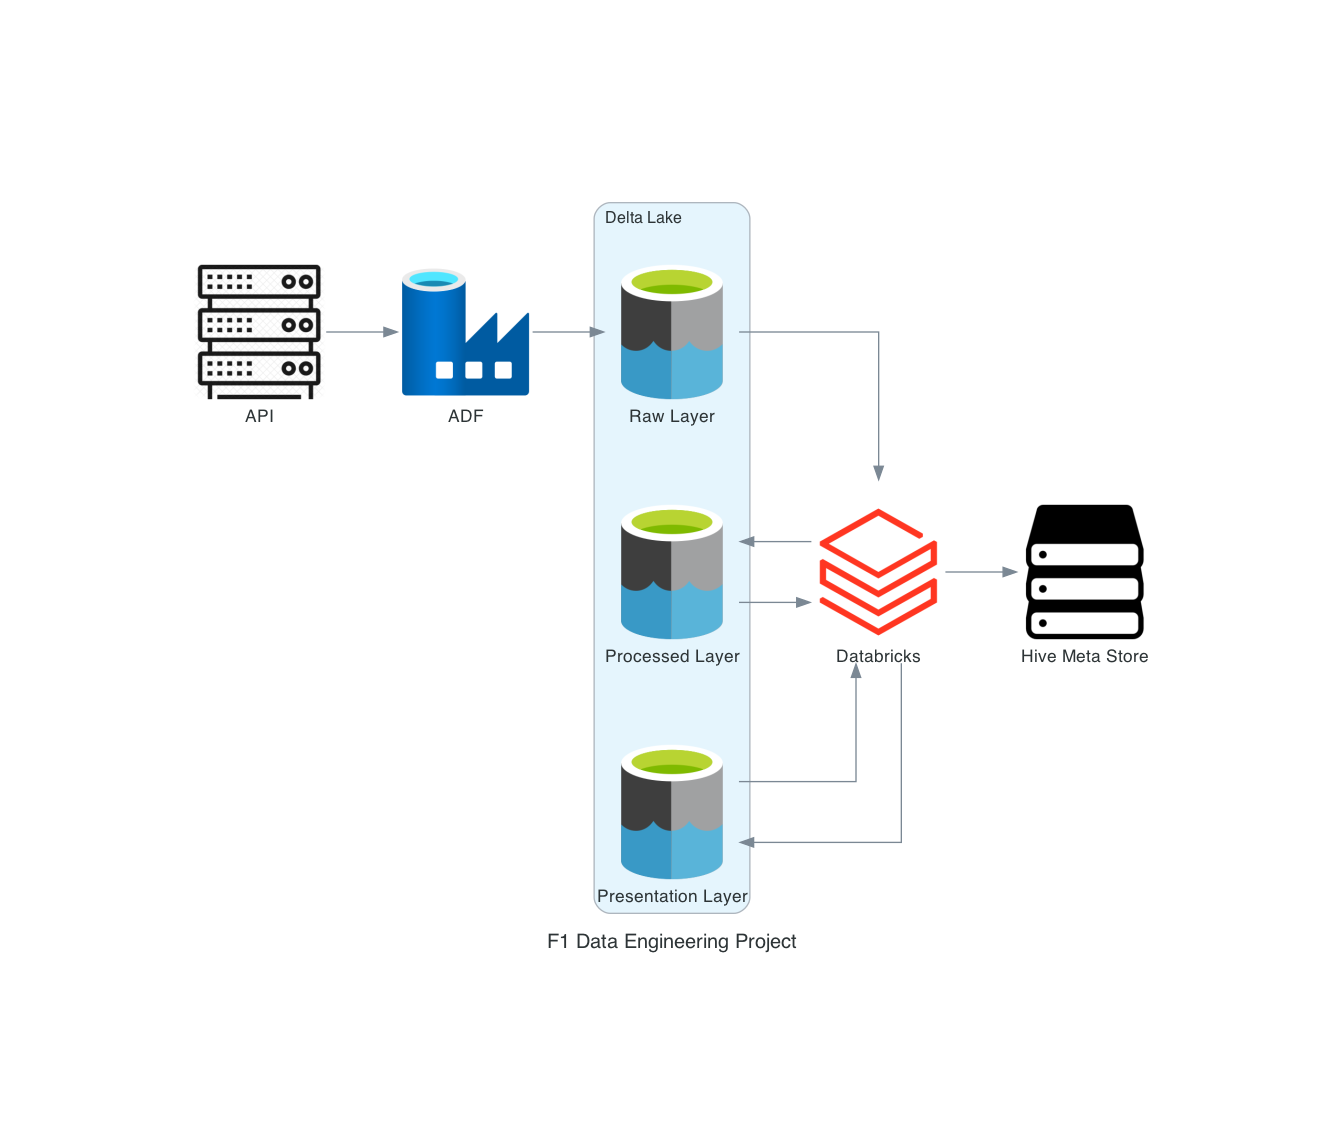 Delta Lake
API
ADF
Raw Layer
Processed Layer
Databricks
Hive Meta Store
Presentation Layer
F1 Data Engineering Project